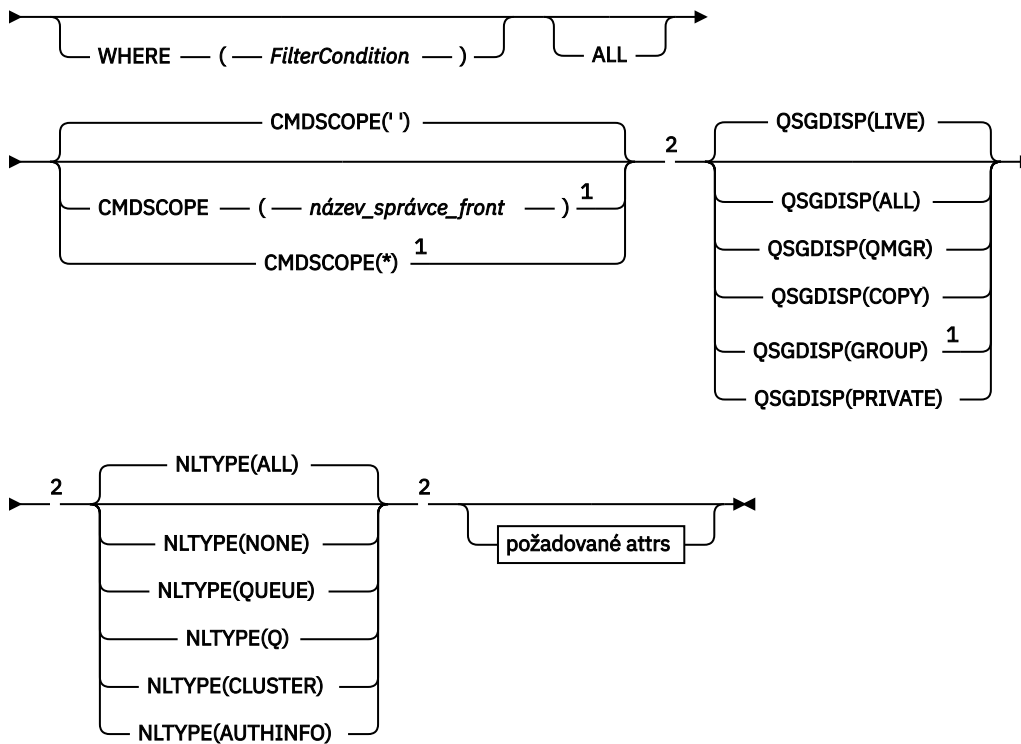 WHERE ( FilterCondition ) ALL
CMDSCOPE(' ')
CMDSCOPE ( název_správce_front ) 1
CMDSCOPE(*) 1
2
QSGDISP(LIVE)
QSGDISP(ALL)
QSGDISP(QMGR)
QSGDISP(COPY)
QSGDISP(GROUP) 1
QSGDISP(PRIVATE)
2
NLTYPE(ALL)
NLTYPE(NONE)
NLTYPE(QUEUE)
NLTYPE(Q)
NLTYPE(CLUSTER)
NLTYPE(AUTHINFO)
2
požadované attrs